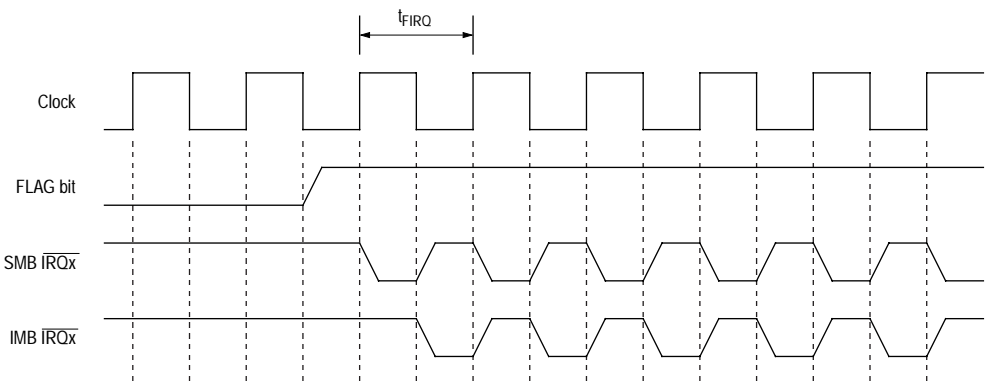 tFIRQ
Clock
FLAG bit
SMB IRQx
IMB IRQx